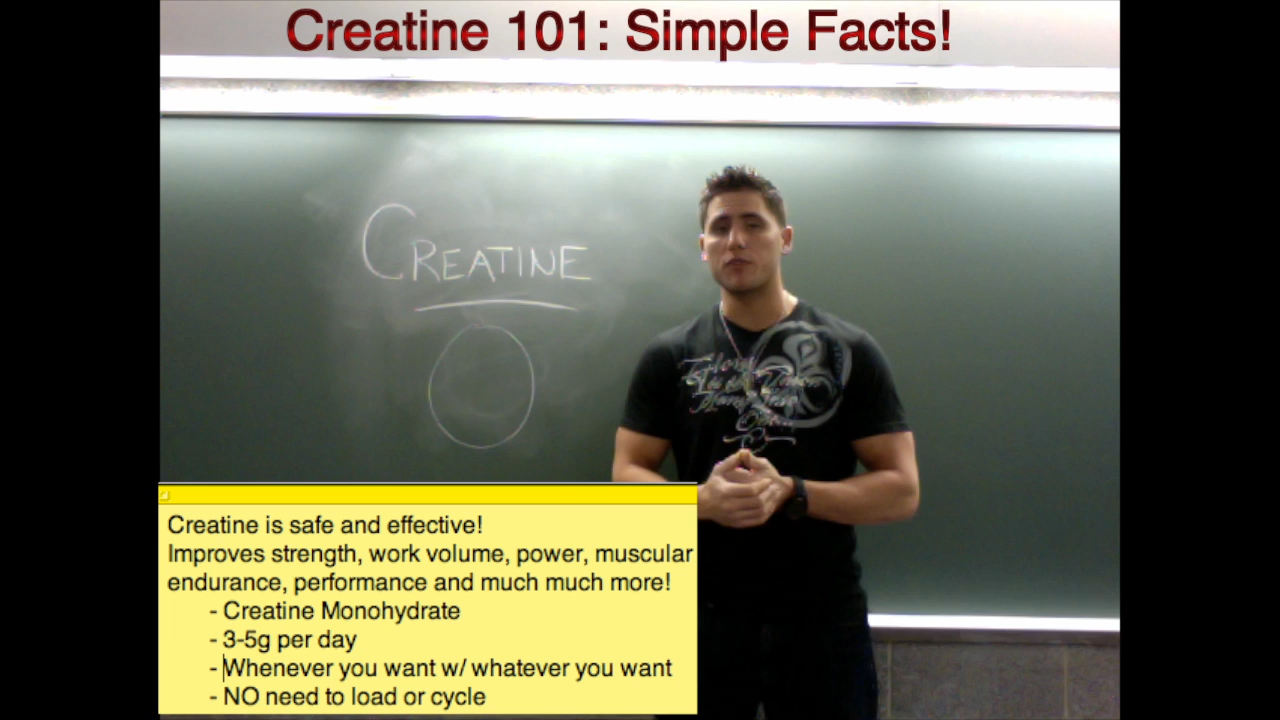 Creatine 101: Simple Facts!
CREATINE
Creatine is safe and effective!
Improves strength, work volume, power, muscular
endurance, performance and much much more!
- Creatine Monohydrate
- 3-5g per day
- Whenever you want w/ whatever you want
- NO need to load or cycle